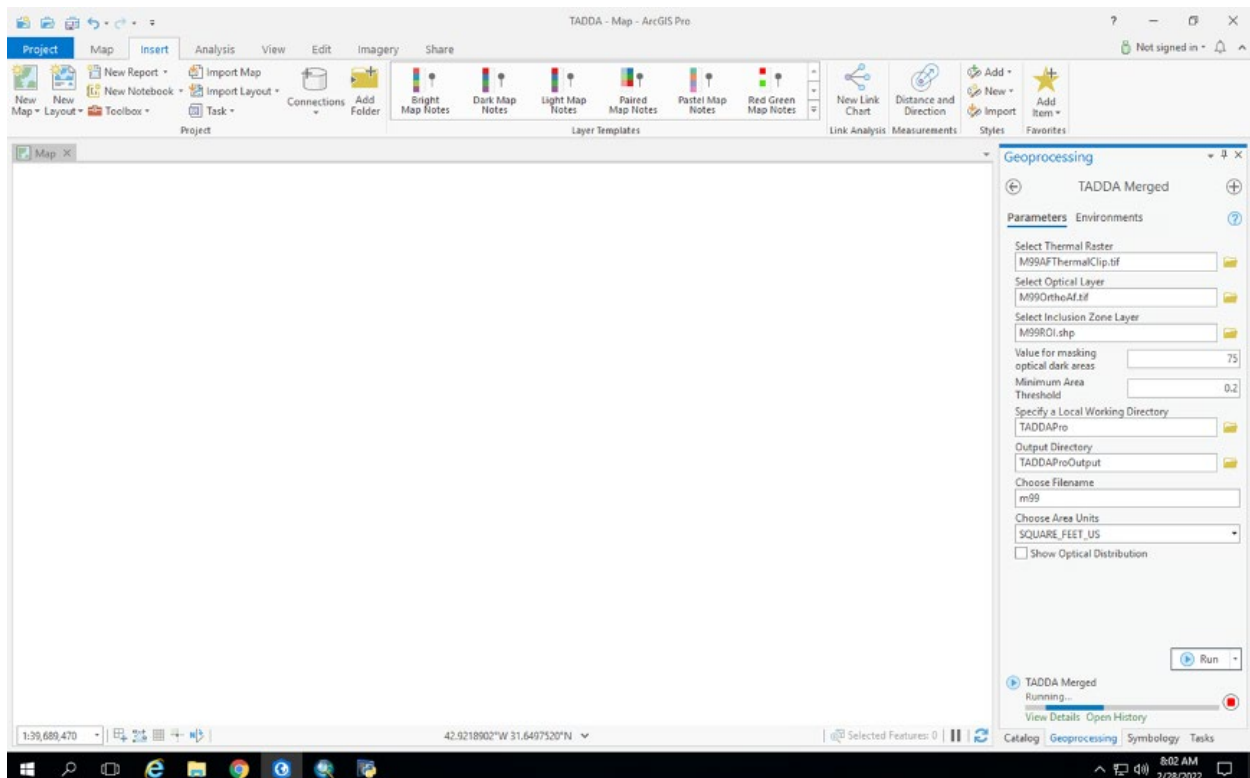 TADDA - Map - ArcGIS Pro
? 
Project Map Insert Analysis View Edit Imagery Share
Not signed in
New Map
New Layout
New Report
New Notebook
Toolbox
Import Map
Import Layout
Task
Connections
Add Folder
Bright Map Notes
Dark Map Notes
Light Map Notes
Paired Map Notes
Pastel Map Notes
Red Green Map Notes
New Link Chart
Distance and Direction
Add
New
Import
Add Item
Project
Layer Templates
Link Analysis
Measurements
Styles
Favorites
Map
Geoprocessing
TADDA Merged
Parameters Environments
Select Thermal Raster
M99AFThermalClip.tif
Select Optical Layer
M99OrthoAf.tif
Select Inclusion Zone Layer
M99ROI.shp
Value for masking
optical dark areas
75
Minimum Area
Threshold
0.2
Specify a Local Working Directory
TADDAPro
Output Directory
TADDAProOutput
Choose Filename
m99
Choose Area Units
SQUARE_FEET_US
Show Optical Distribution
Run
TADDA Merged
Running...
View Details Open History
1:39,689,470
42.9218902°W 31.6497520°N
Selected Features: 0
Catalog Geoprocessing Symbology Tasks
8:02 AM
2/28/2022